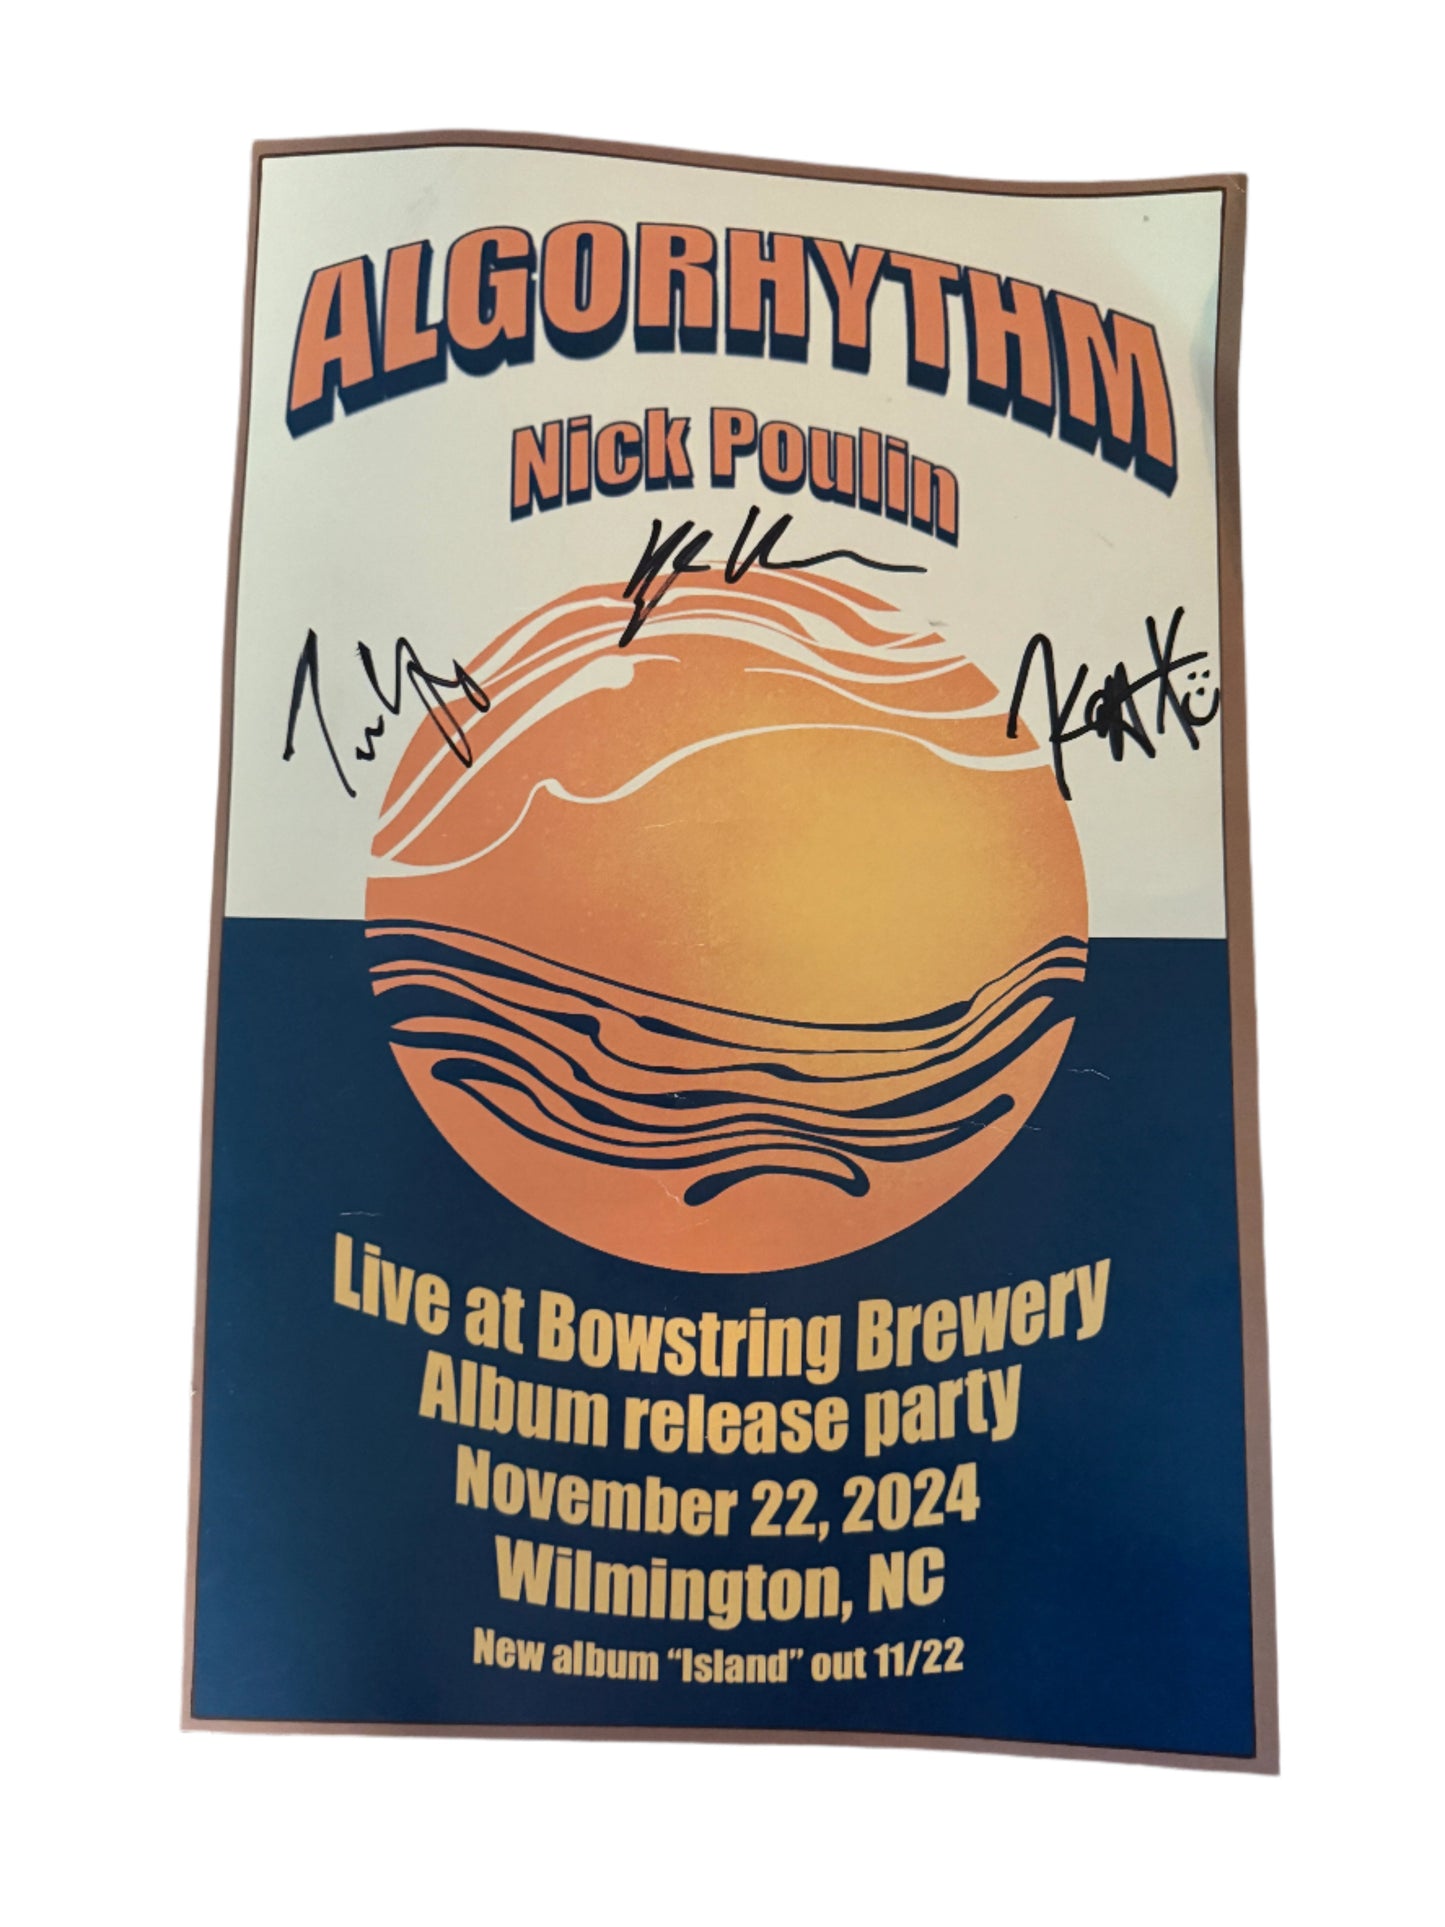 ALGORHYTHM
Nick Poulin
Live at Bowstring Brewery
Album release party
November 22, 2024
Wilmington, NC
New album “Island” out 11/22